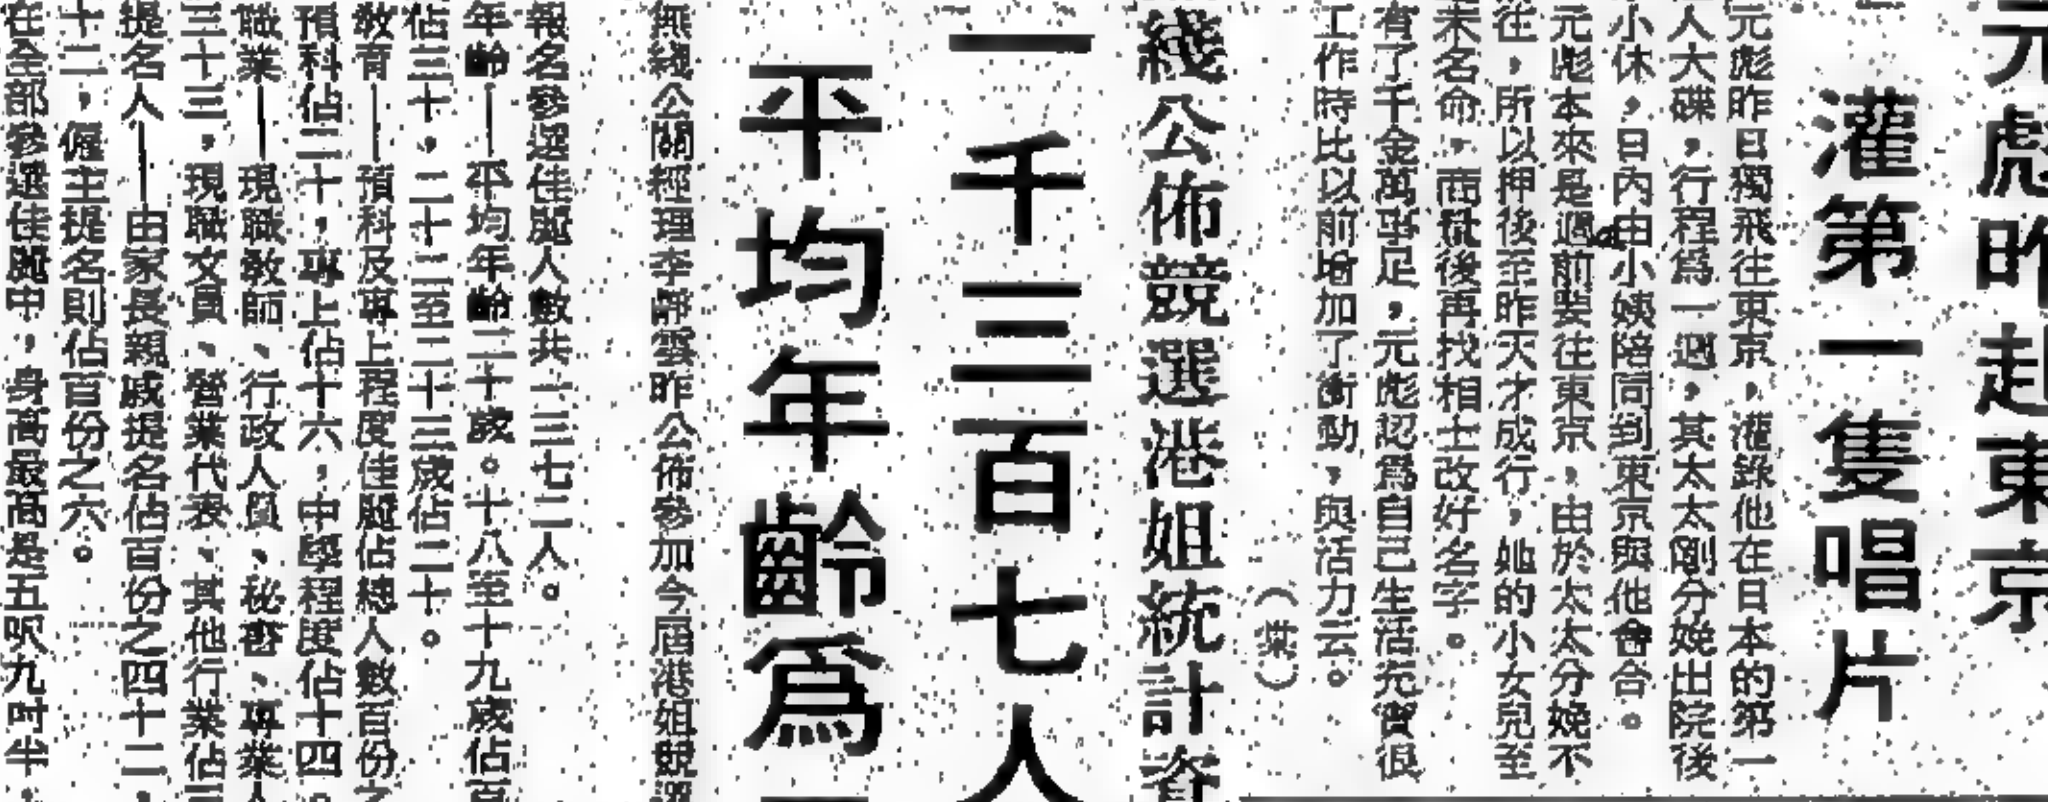 元彪昨赴東京
灌第一隻唱片
元彪昨日獨飛往東京，灌錄他在日本的第一
人大碟，行程爲一週，其太太剛分娩出院後
小休，日內由小姨陪同到東京與他會合。
元彪本來是週前要往東京，由於太太分娩不
往，所以押後至昨天才成行，她的小女兒至
未名命，商量後再找相士改好名字。
有了千金萬事足，元彪認爲自己生活充實很
工作時比以前增加了衝勁，與活力云。
綫公佈競選港姐統計資
一千三百七人
平均年齡爲
無綫公關經理李 雲昨公佈參加今屆港姐競選
報名參選佳麗人數共一三七二人。
年齡—平均年齡二十歲。十八至十九歲佔百
佔三十，二十二至二十三歲佔二十。
敎育—預科及專上程度佳麗佔總人數百份之
預科佔二十，專上佔十六，中學程度佔十四。
職業—現職敎師、行政人員、秘書、專業人
三十三，現職文員、營業代表、其他行業佔
提名人—由家長親戚提名佔百份之四十二，
十二，僱主提名則佔百份之六。
在全部參選佳麗中，身高最高是五呎九吋半，